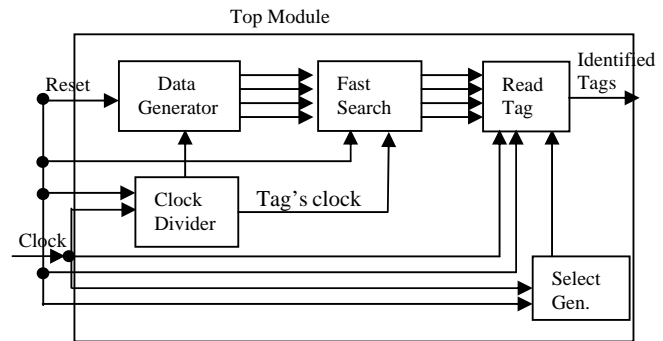 Top Module
Identified
Tags
Reset
Data
Generator
Fast
Search
Read
Tag
Clock
Divider
Tag's clock
Clock
Select
Gen.